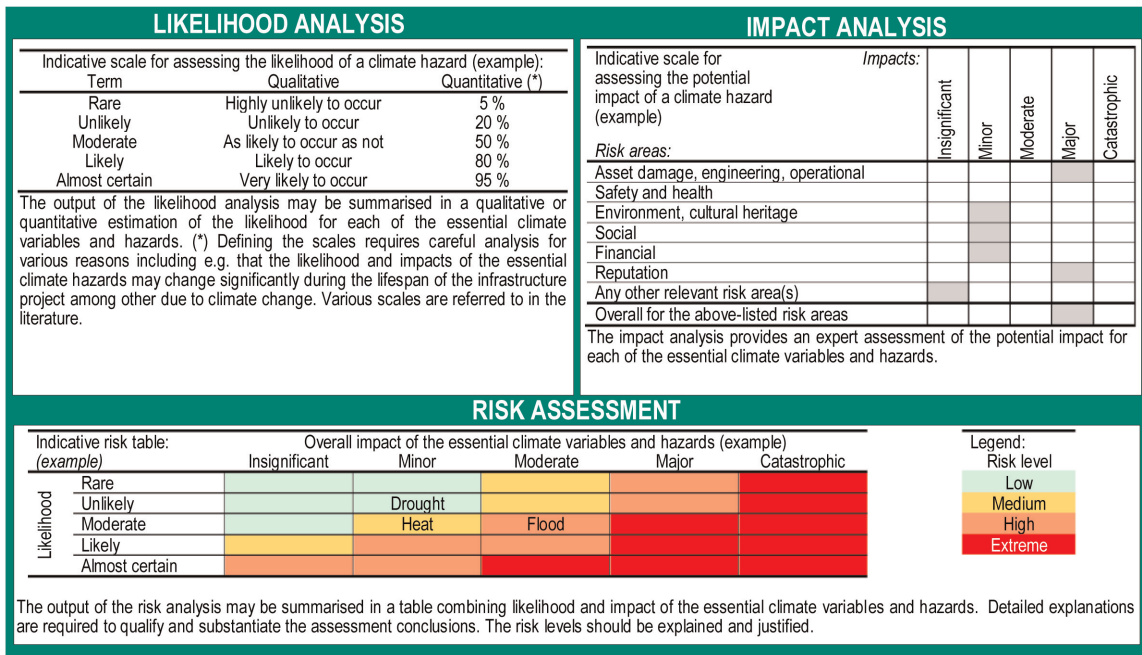 LIKELIHOOD ANALYSIS
Indicative scale for assessing the likelihood of a climate hazard (example):
Term Qualitative Quantitative (*)
Rare Highly unlikely to occur 5 %
Unlikely Unlikely to occur 20 %
Moderate As likely to occur as not 50 %
Likely Likely to occur 80 %
Almost certain Very likely to occur 95 %
The output of the likelihood analysis may be summarised in a qualitative or
quantitative estimation of the likelihood for each of the essential climate
variables and hazards. (*) Defining the scales requires careful analysis for
various reasons including e.g. that the likelihood and impacts of the essential
climate hazards may change significantly during the lifespan of the infrastructure
project among other due to climate change. Various scales are referred to in the
literature.
IMPACT ANALYSIS
Indicative scale for Impacts:
assessing the potential
impact of a climate hazard
(example)
Risk areas:
Insignificant
Minor
Moderate
Major
Catastrophic
Asset damage, engineering, operational
Safety and health
Environment, cultural heritage
Social
Financial
Reputation
Any other relevant risk area(s)
Overall for the above-listed risk areas
The impact analysis provides an expert assessment of the potential impact for
each of the essential climate variables and hazards.
RISK ASSESSMENT
Indicative risk table: Overall impact of the essential climate variables and hazards (example)
(example) Insignificant Minor Moderate Major Catastrophic
Likelihood
Rare
Unlikely Drought
Moderate Heat Flood
Likely
Almost certain
Legend:
Risk level
Low
Medium
High
Extreme
The output of the risk analysis may be summarised in a table combining likelihood and impact of the essential climate variables and hazards. Detailed explanations
are required to qualify and substantiate the assessment conclusions. The risk levels should be explained and justified.